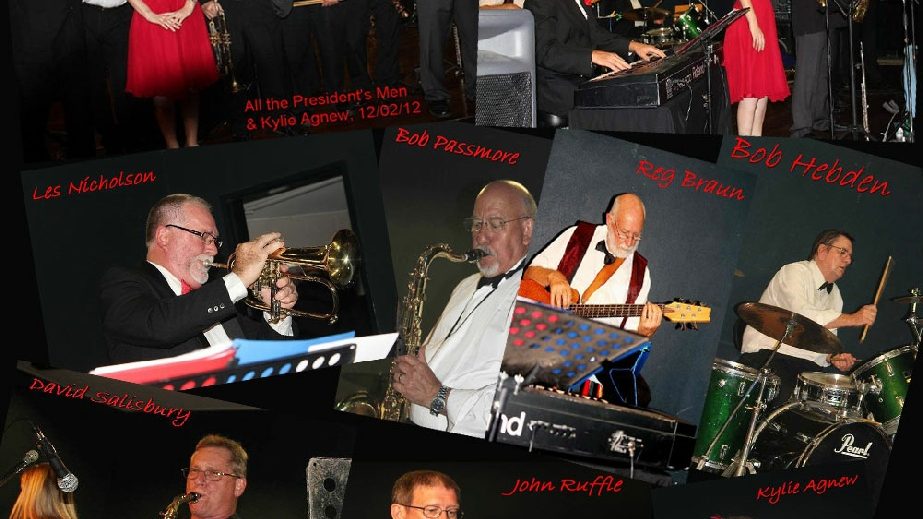 All the President's Men
& Kylie Agnew, 12/02/12
Les Nicholson
Bob Passmore
Reg Braun
Bob Hebden
David Salisbury
nd
Pearl
John Ruffle
Kylie Agnew